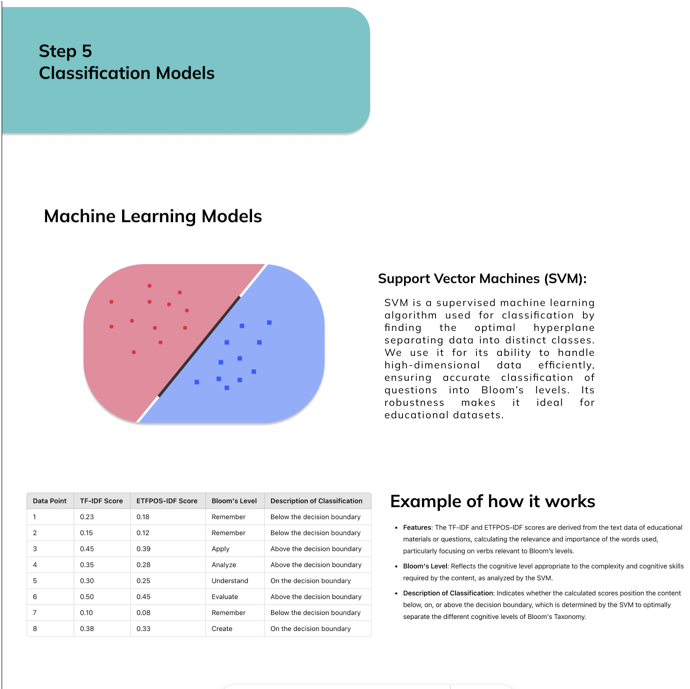 Step 5
Classification Models
Machine Learning Models
Support Vector Machines (SVM):
SVM is a supervised machine learning
algorithm used for classification by
finding the optimal hyperplane
separating data into distinct classes.
We use it for its ability to handle
high-dimensional data efficiently,
ensuring accurate classification of
questions into Bloom's levels. Its
robustness makes it ideal for
educational datasets.
Data Point TF-IDF Score ETFPOS-IDF Score Bloom's Level Description of Classification
1 0.23 0.18 Remember Below the decision boundary
2 0.15 0.12 Remember Below the decision boundary
3 0.45 0.39 Apply Above the decision boundary
4 0.35 0.28 Analyze Above the decision boundary
5 0.30 0.25 Understand On the decision boundary
6 0.50 0.45 Evaluate Above the decision boundary
7 0.10 0.08 Remember Below the decision boundary
8 0.38 0.33 Create On the decision boundary
Example of how it works
• Features: The TF-IDF and ETFPOS-IDF scores are derived from the text data of educational
materials or questions, calculating the relevance and importance of the words used,
particularly focusing on verbs relevant to Bloom's levels.
• Bloom's Level: Reflects the cognitive level appropriate to the complexity and cognitive skills
required by the content, as analyzed by the SVM.
• Description of Classification: Indicates whether the calculated scores position the content
below, on, or above the decision boundary, which is determined by the SVM to optimally
separate the different cognitive levels of Bloom's Taxonomy.